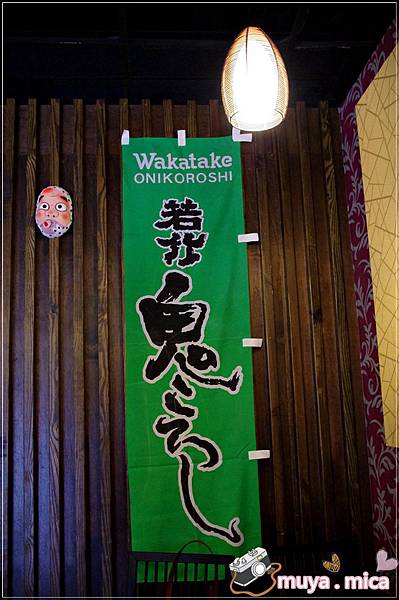 Wakatake
ONIKOROSHI
若竹
鬼ころし
muya.mica